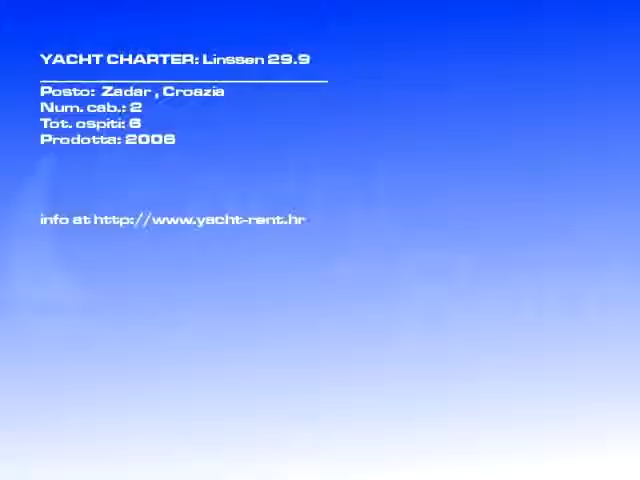 YACHT CHARTER: Linssen 29.9
Posto: Zadar , Croazia
Num. cab.: 2
Tot. ospiti: 6
Prodotta: 2006
info at http://www.yacht-rent.hr